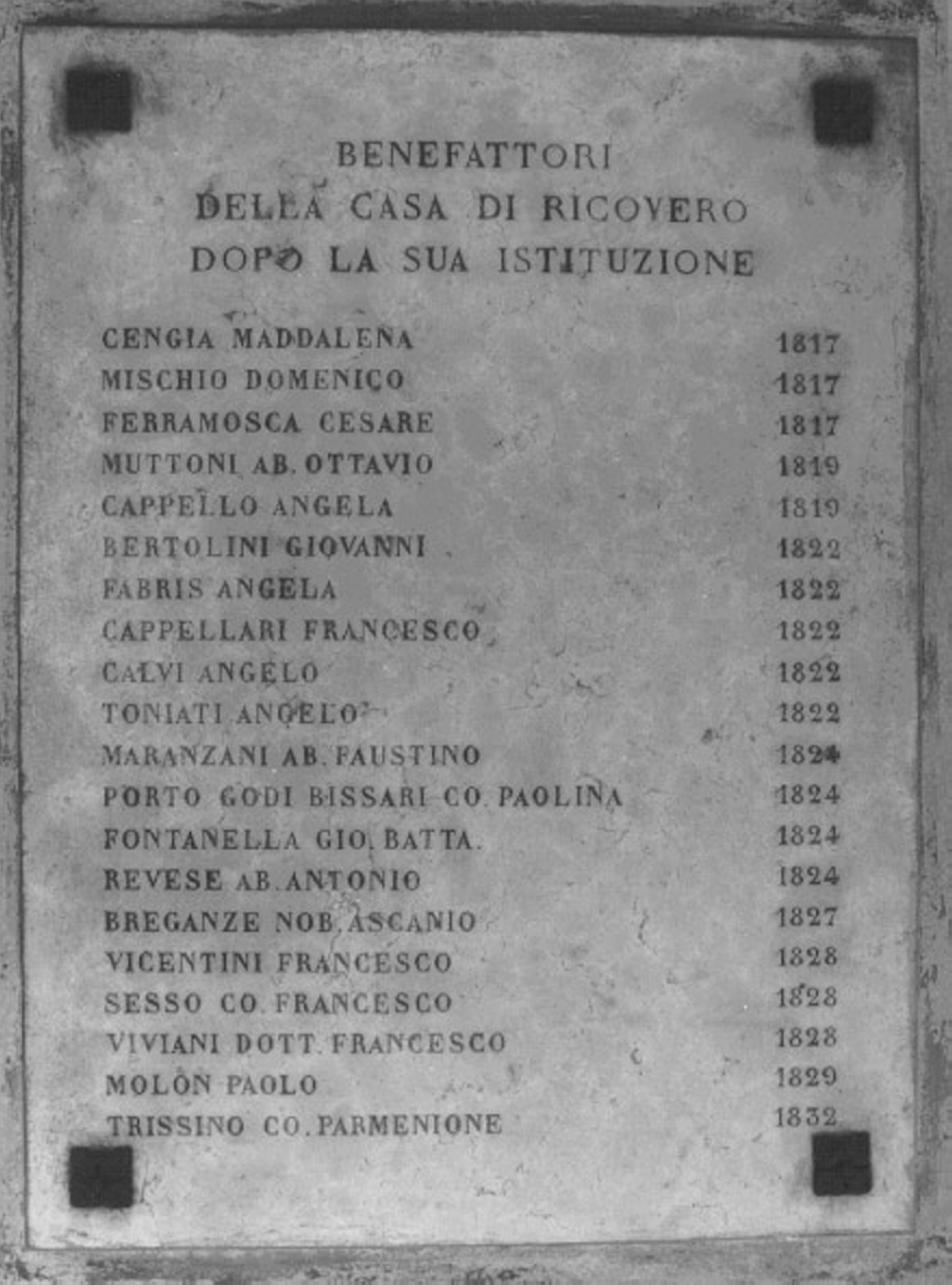 BENEFATTORI
DELLA CASA DI RICOVERO
DOPO LA SUA ISTITUZIONE
CENGIA MADDALENA 1817
MISCHIO DOMENICO 1817
FERRAMOSCA CESARE 1817
MUTTONI AB. OTTAVIO 1819
CAPPELLO ANGELA 1819
BERTOLINI GIOVANNI 1822
FABRIS ANGELA 1822
CAPPELLARI FRANCESCO 1822
CALVI ANGELO 1822
TONIATI ANGELO 1822
MARANZANI AB. FAUSTINO 1824
PORTO GODI BISSARI CO. PAOLINA 1824
FONTANELLA GIO. BATTA. 1824
REVESE AB. ANTONIO 1824
BREGANZE NOB. ASCANIO 1827
VICENTINI FRANCESCO 1828
SESSO CO. FRANCESCO 1828
VIVIANI DOTT. FRANCESCO 1828
MOLON PAOLO 1829
TRISSINO CO. PARMENIONE 1832